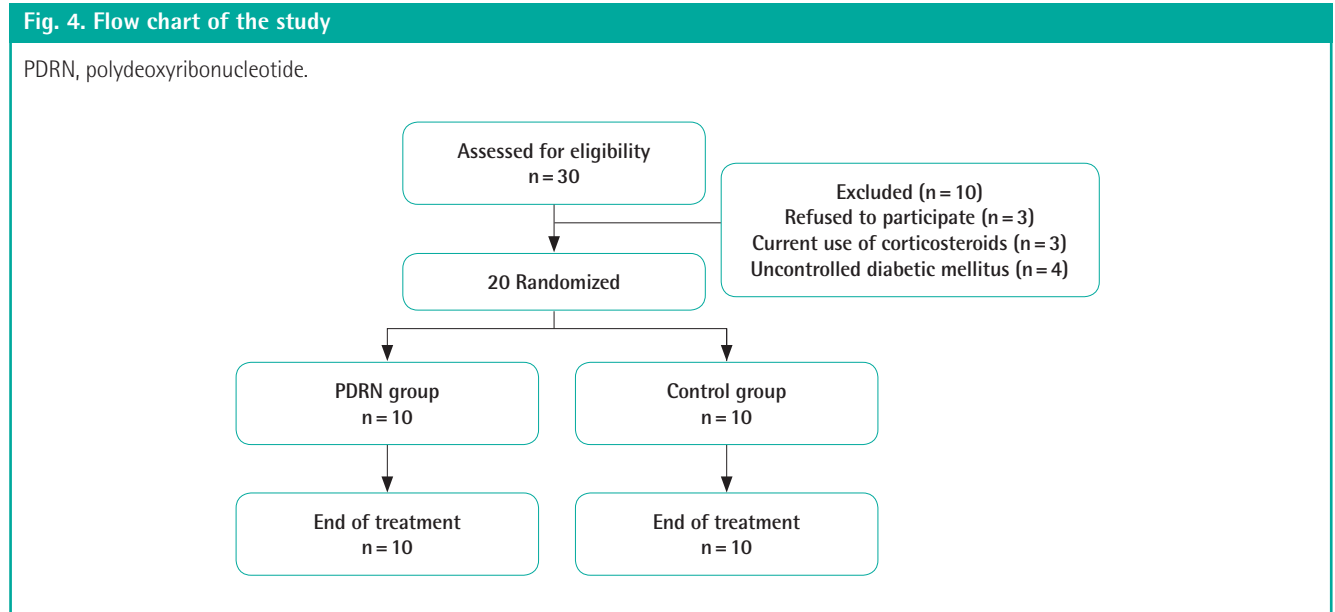 Fig. 4. Flow chart of the study
PDRN, polydeoxyribonucleotide.
Assessed for eligibility
n = 30
Excluded (n = 10)
Refused to participate (n = 3)
Current use of corticosteroids (n = 3)
Uncontrolled diabetic mellitus (n = 4)
20 Randomized
PDRN group
n = 10
Control group
n = 10
End of treatment
n = 10
End of treatment
n = 10